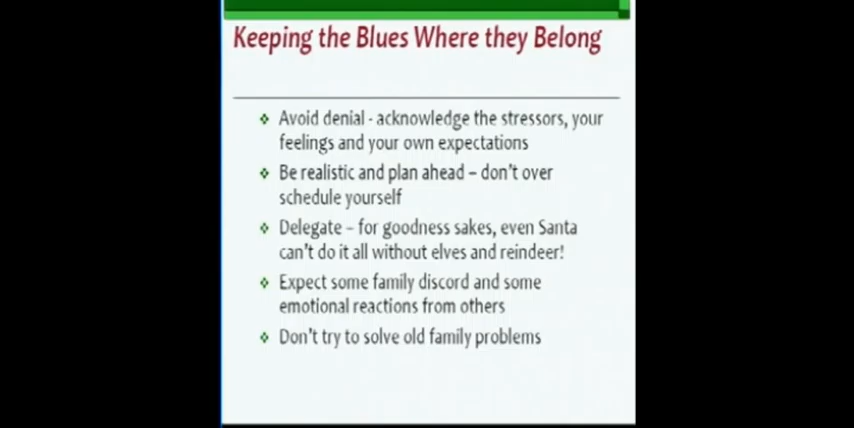 Keeping the Blues Where they Belong
❖ Avoid denial - acknowledge the stressors, your
feelings and your own expectations
❖ Be realistic and plan ahead – don't over
schedule yourself
❖ Delegate – for goodness sakes, even Santa
can't do it all without elves and reindeer!
❖ Expect some family discord and some
emotional reactions from others
❖ Don't try to solve old family problems